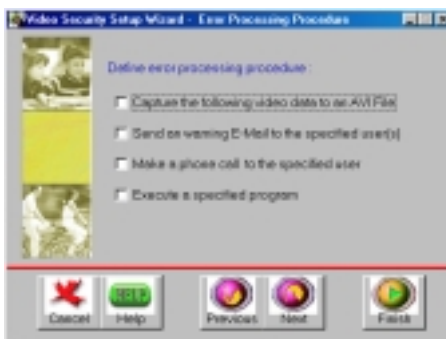 Video Security Setup Wizard - Error Processing Procedure
Define error processing procedure :
Capture the following video data to an AVI File
Send an warning E-Mail to the specified user(s)
Make a phone call to the specified user
Execute a specified program
HELP
Cancel
Help
Previous
Next
Finish